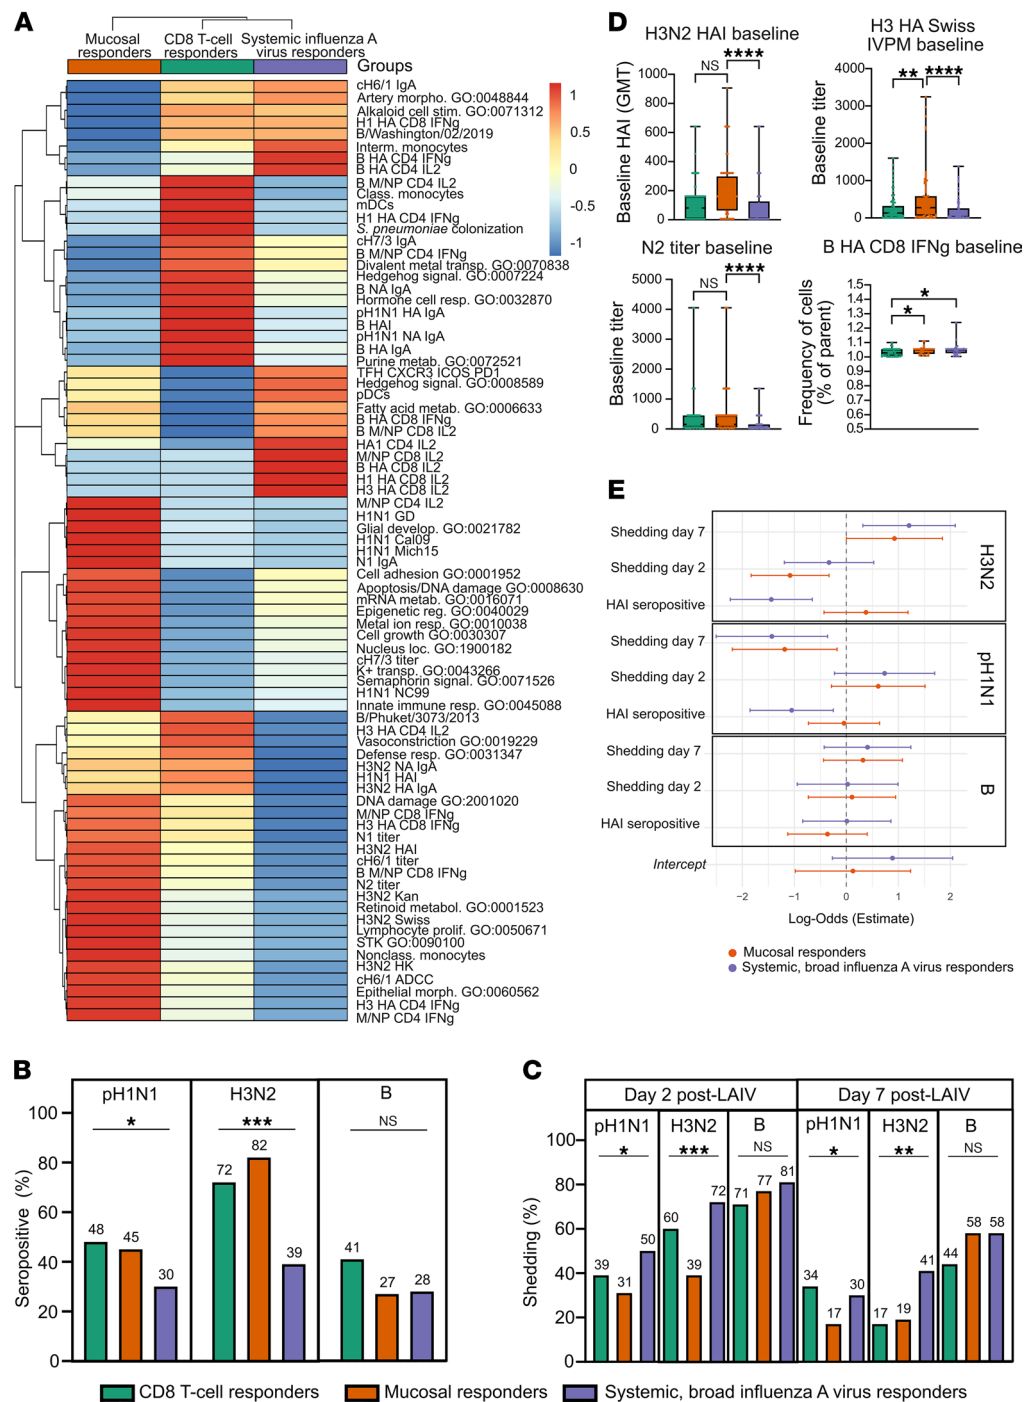 A
Mucosal
responders
CD8 T-cell
responders
Systemic influenza A
virus responders
Groups
cH6/1 IgA
Artery morpho. GO:0048844
Alkaloid cell stim. GO:0071312
H1 HA CD8 IFNg
B/Washington/02/2019
Interm. monocytes
B HA CD4 IFNg
B HA CD4 IL2
B M/NP CD4 IL2
Class. monocytes
mDCs
H1 HA CD4 IFNg
S. pneumoniae colonization
cH7/3 IgA
B M/NP CD4 IFNg
Divalent metal transp. GO:0070838
Hedgehog signal. GO:0007224
B NA IgA
Hormone cell resp. GO:0032870
pH1N1 HA IgA
B HAI
pH1N1 NA IgA
B HA IgA
Purine metab. GO:0072521
TFH CXCR3 ICOS PD1
Hedgehog signal. GO:0008589
pDCs
Fatty acid metab. GO:0006633
B HA CD8 IFNg
B M/NP CD8 IL2
HA1 CD4 IL2
M/NP CD8 IL2
B HA CD8 IL2
H1 HA CD8 IL2
H3 HA CD8 IL2
M/NP CD4 IL2
H1N1 GD
Glial develop. GO:0021782
H1N1 Cal09
H1N1 Mich15
N1 IgA
Cell adhesion GO:0001952
Apoptosis/DNA damage GO:0008630
mRNA metab. GO:0016071
Epigenetic reg. GO:0040029
Metal ion resp. GO:0010038
Cell growth GO:0030307
Nucleus loc. GO:1900182
cH7/3 titer
K+ transp. GO:0043266
Semaphorin signal. GO:0071526
H1N1 NC99
Innate immune resp. GO:0045088
B/Phuket/3073/2013
H3 HA CD4 IL2
Vasoconstriction GO:0019229
Defense resp. GO:0031347
H3N2 NA IgA
H1N1 HAI
H3N2 HA IgA
DNA damage GO:2001020
M/NP CD8 IFNg
H3 HA CD8 IFNg
N1 titer
H3N2 HAI
cH6/1 titer
B M/NP CD8 IFNg
N2 titer
H3N2 Kan
Retinoid metabol. GO:0001523
H3N2 Swiss
Lymphocyte prolif. GO:0050671
STK GO:0090100
Nonclass. monocytes
H3N2 HK
cH6/1 ADCC
Epithelial morph. GO:0060562
H3 HA CD4 IFNg
M/NP CD4 IFNg
1
0.5
0
-0.5
-1
D
H3N2 HAI baseline
Baseline HAI (GMT)
1000
800
600
400
200
0
NS
****
H3 HA Swiss
IVPM baseline
Baseline titer
4000
3000
2000
1000
0
**
****
N2 titer baseline
Baseline titer
5000
4000
3000
2000
1000
0
NS
****
B HA CD8 IFNg baseline
Frequency of cells
(% of parent)
1.5
1.4
1.3
1.2
1.1
1.0
0.9
0.8
0.7
0.6
0.5
*
*
E
Shedding day 7
Shedding day 2
HAI seropositive
H3N2
Shedding day 7
Shedding day 2
HAI seropositive
pH1N1
Shedding day 7
Shedding day 2
HAI seropositive
B
Intercept
−2
−1
0
1
2
Log-Odds (Estimate)
Mucosal responders
Systemic, broad influenza A virus responders
B
Seropositive (%)
100
80
60
40
20
0
pH1N1
H3N2
B
*
***
NS
48
45
30
72
82
39
41
27
28
C
Day 2 post-LAIV
Day 7 post-LAIV
Shedding (%)
100
80
60
40
20
0
pH1N1
H3N2
B
pH1N1
H3N2
B
*
***
NS
*
**
NS
39
31
50
60
39
72
71
77
81
34
17
30
17
19
41
44
58
58
CD8 T-cell responders
Mucosal responders
Systemic, broad influenza A virus responders